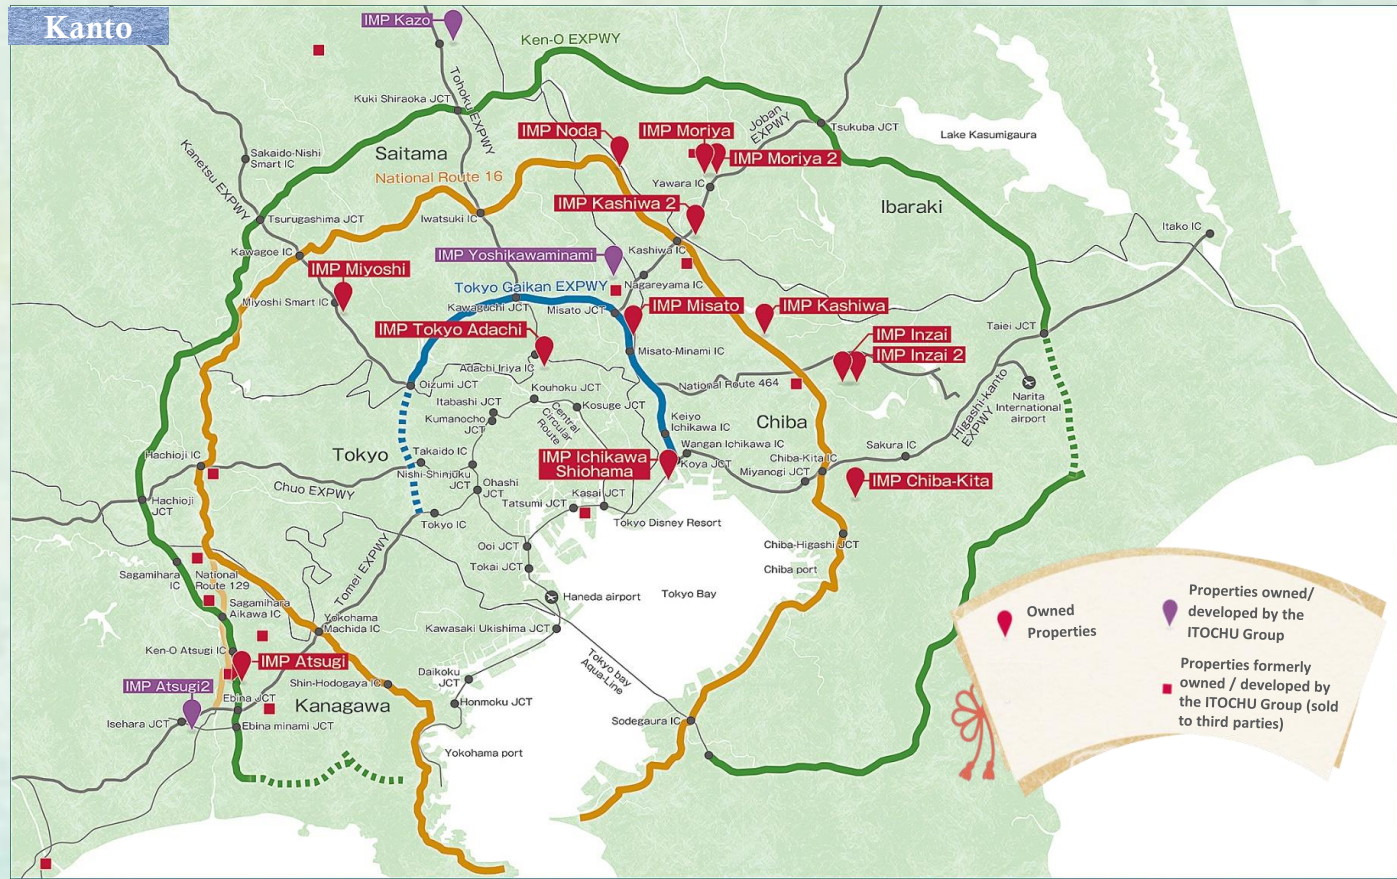 Kanto
IMP Kazo
Ken-O EXPWY
Kuki Shiraoka JCT
Tohoku EXPWY
Joban
EXPWY
Tsukuba JCT
Lake Kasumigaura
IMP Noda
IMP Moriya
IMP Moriya 2
Saitama
Sakaido-Nishi
Smart IC
Kanetsu EXPWY
National Route 16
Yawara IC
Ibaraki
IMP Kashiwa 2
Tsurugashima JCT
Iwatsuki IC
Itako IC
Kawagoe IC
IMP Yoshikawaminami
Kashiwa IC
IMP Miyoshi
Tokyo Gaikan EXPWY
Nagareyama IC
Miyoshi Smart IC
Kawaguchi JCT
Misato JCT
IMP Misato
IMP Kashiwa
IMP Tokyo Adachi
IMP Inzai
IMP Inzai 2
Taiei JCT
Misato-Minami IC
Adachi Iriya IC
Oizumi JCT
Kouhoku JCT
National Route 464
Narita
International
airport
Higashi-kanto
EXPWY
Itabashi JCT
Kosuge JCT
Central
Circular
Route
Kumanocho
JCT
Keiyo
Ichikawa IC
Chiba
Wangan Ichikawa IC
Sakura IC
Tokyo
Takaido IC
Hachioji IC
IMP Ichikawa
Shiohama
Koya JCT
Chiba-Kita IC
Miyanogi JCT
Nishi-Shinjuku
JCT
Chuo EXPWY
Ohashi
JCT
IMP Chiba-Kita
Hachioji
JCT
Kasai JCT
Tatsumi JCT
Tokyo IC
Tokyo Disney Resort
Ooi JCT
Chiba-Higashi JCT
Tokai JCT
Chiba port
Sagamihara
IC
National
Route 129
Tomei EXPWY
Haneda airport
Tokyo Bay
Sagamihara
Aikawa IC
Yokohama
Machida IC
Kawasaki Ukishima JCT
Ken-O Atsugi IC
IMP Atsugi
Tokyo bay
Aqua-Line
IMP Atsugi2
Shin-Hodogaya IC
Daikoku
JCT
Ebina JCT
Kanagawa
Honmoku JCT
Isehara JCT
Ebina minami JCT
Sodegaura IC
Yokohama port
Owned
Properties
Properties owned/
developed by the
ITOCHU Group
Properties formerly
owned / developed by
the ITOCHU Group (sold
to third parties)